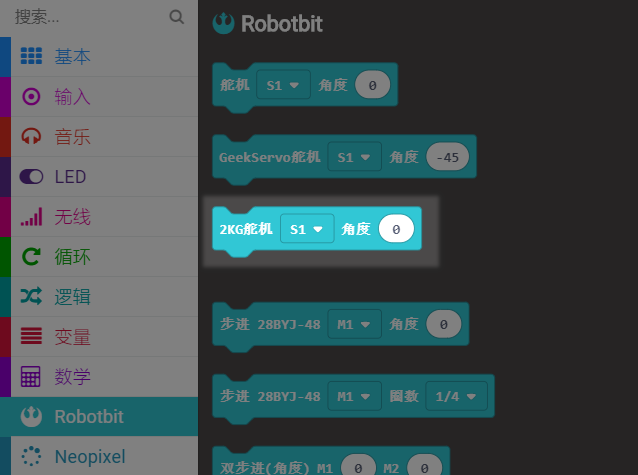 搜索...
基本
输入
音乐
LED
无线
循环
逻辑
变量
数学
Robotbit
Neopixel
Robotbit
舵机 S1 角度 0
GeekServo舵机 S1 角度 -45
2KG舵机 S1 角度 0
步进 28BYJ-48 M1 角度 0
步进 28BYJ-48 M1 圈数 1/4
双步进(角度) M1 0 M2 0